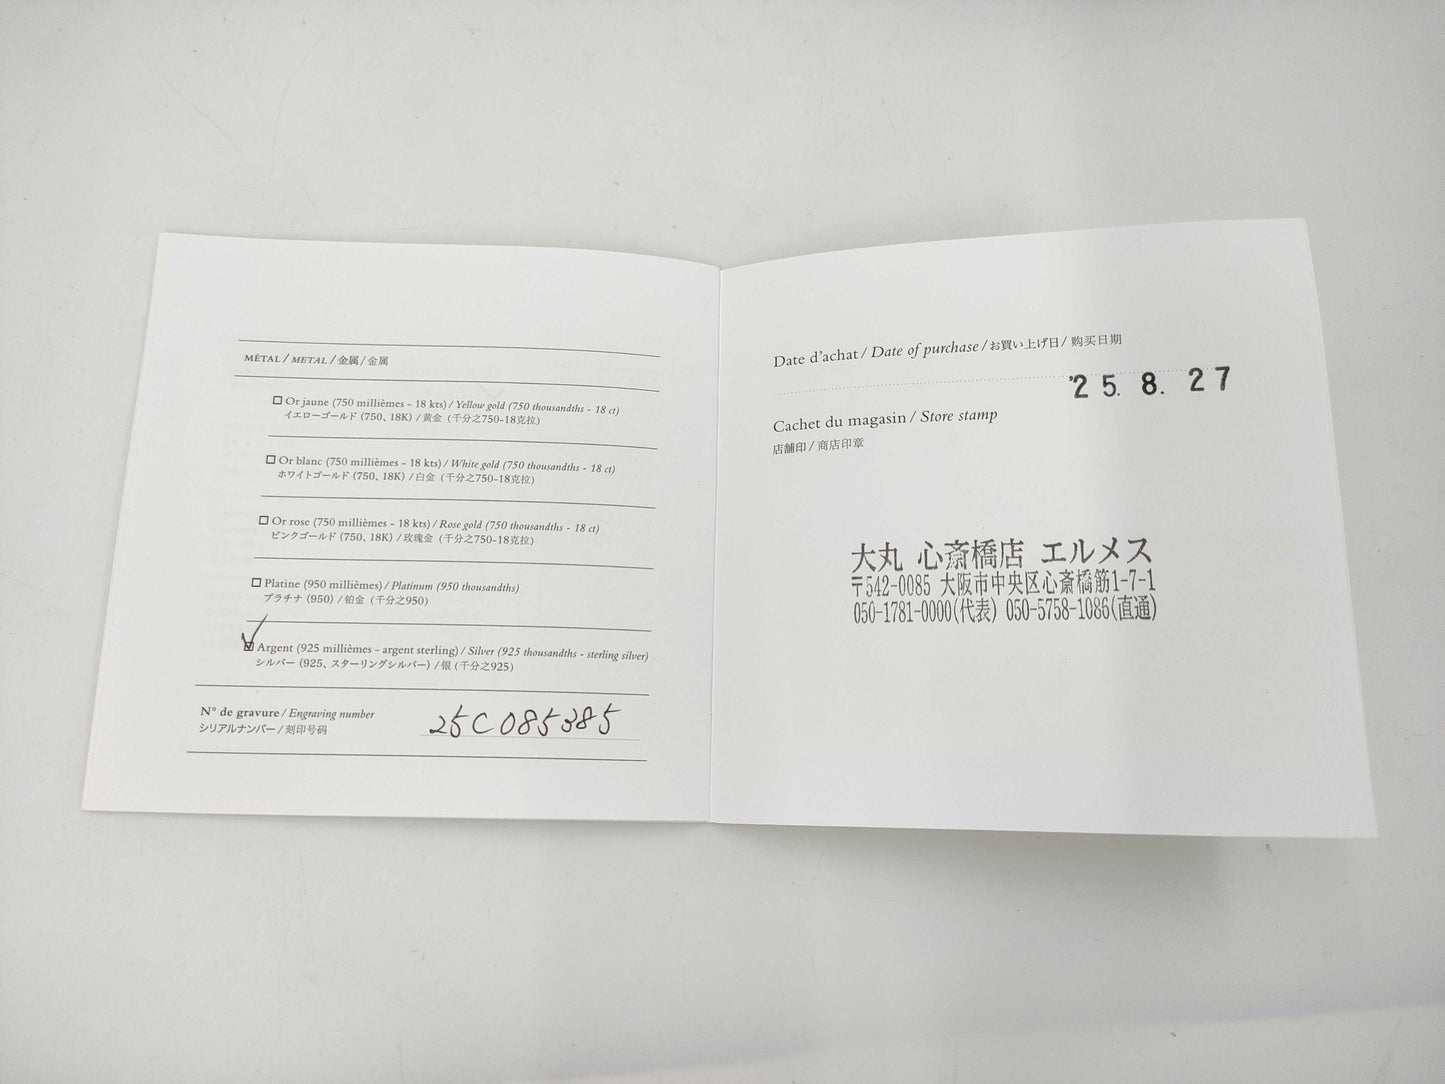 MÉTAL / METAL / 金属 / 金属
Or jaune (750 millièmes - 18 kts) / Yellow gold (750 thousandths - 18 ct)
イエローゴールド (750、18K) / 黄金 (千分之750-18克拉)
Or blanc (750 millièmes - 18 kts) / White gold (750 thousandths - 18 ct)
ホワイトゴールド (750、18K) / 白金 (千分之750-18克拉)
Or rose (750 millièmes - 18 kts) / Rose gold (750 thousandths - 18 ct)
ピンクゴールド (750、18K) / 玫瑰金 (千分之750-18克拉)
Platine (950 millièmes) / Platinum (950 thousandths)
プラチナ (950) / 铂金 (千分之950)
Argent (925 millièmes - argent sterling) / Silver (925 thousandths - sterling silver)
シルバー (925、スターリングシルバー) / 银 (千分之925)
N° de gravure / Engraving number
シリアルナンバー / 刻印号码
25C085385
Date d'achat / Date of purchase / お買い上げ日 / 购买日期
'25. 8. 27
Cachet du magasin / Store stamp
店舗印 / 商店印章
大丸 心斎橋店 エルメス
〒542-0085 大阪市中央区心斎橋筋1-7-1
050-1781-0000(代表) 050-5758-1086(直通)